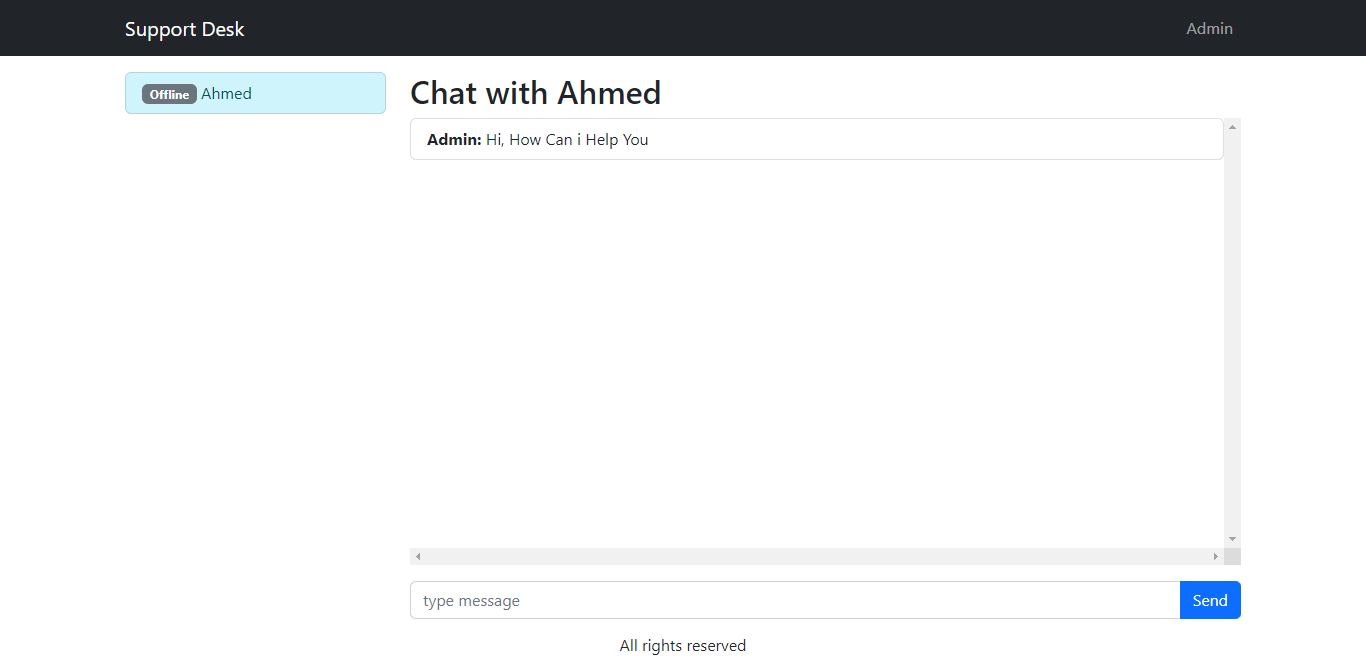 Support Desk
Admin
Offline Ahmed
Chat with Ahmed
Admin: Hi, How Can i Help You
type message
Send
All rights reserved